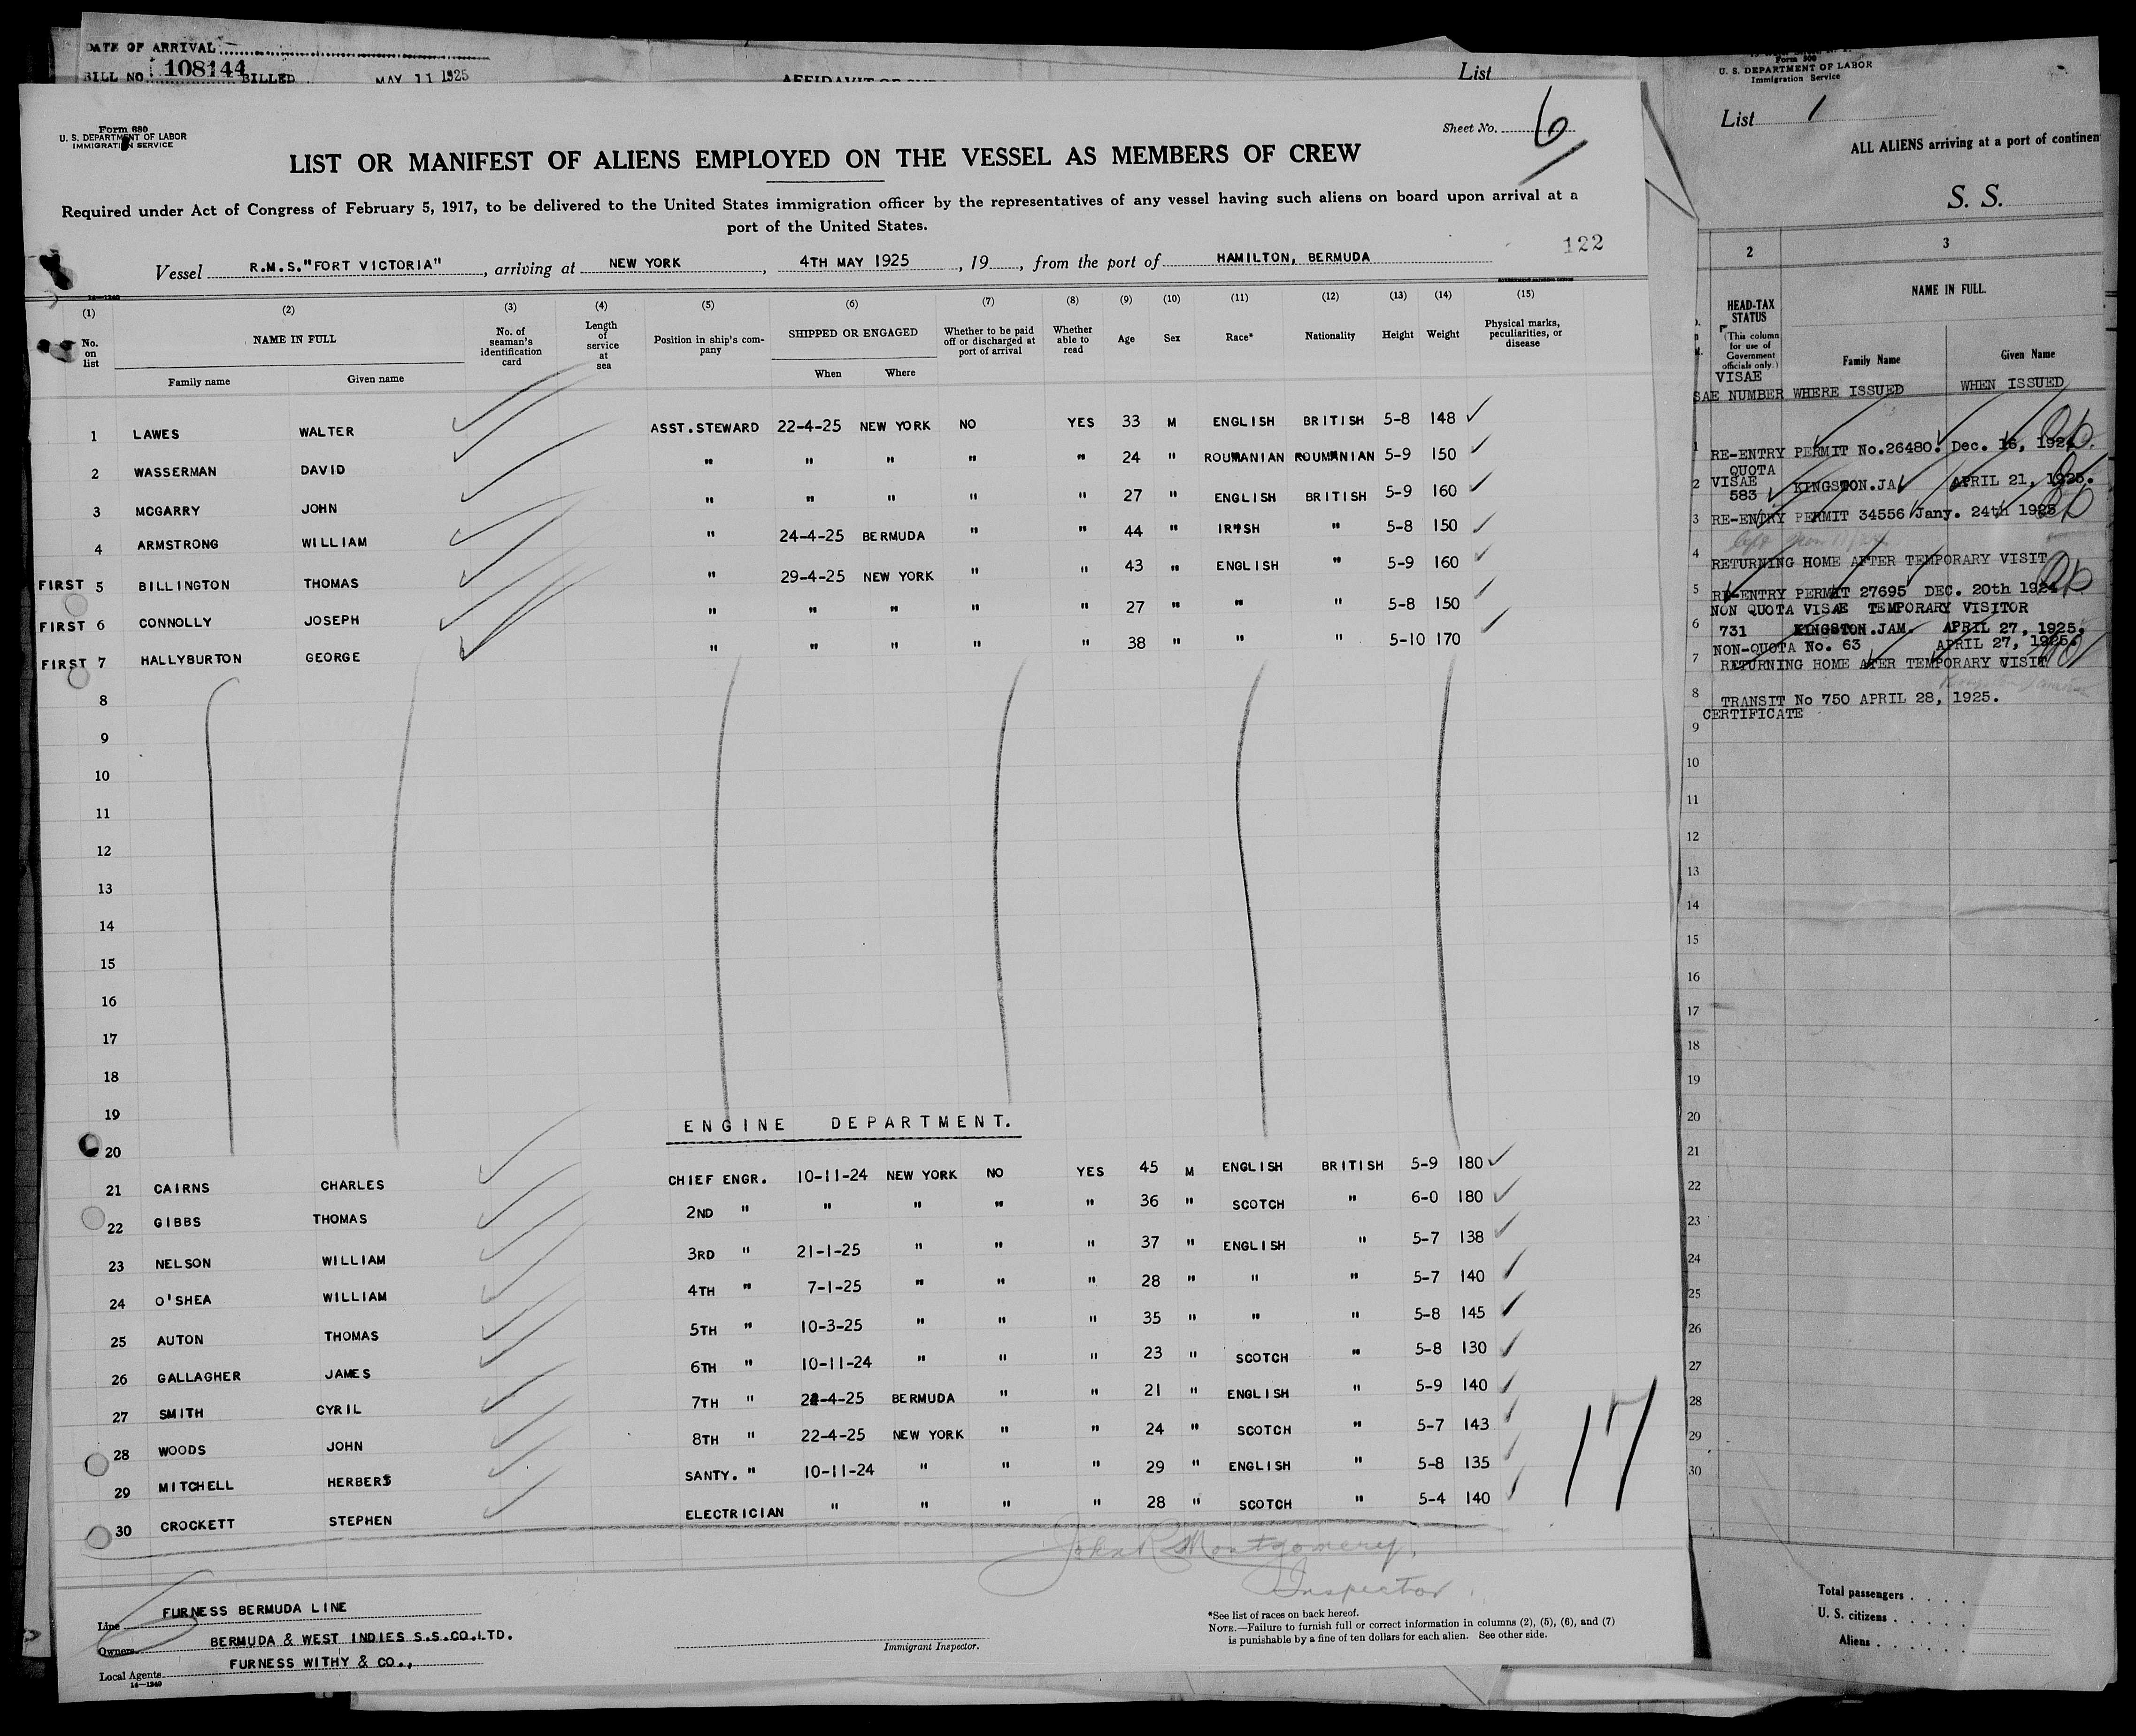 DATE OF ARRIVAL
BILL NO. 108144 BILLED MAY 11 1925
List
Form 680
U. S. DEPARTMENT OF LABOR
IMMIGRATION SERVICE
Sheet No. 6
LIST OR MANIFEST OF ALIENS EMPLOYED ON THE VESSEL AS MEMBERS OF CREW
Required under Act of Congress of February 5, 1917, to be delivered to the United States immigration officer by the representatives of any vessel having such aliens on board upon arrival at a
port of the United States.
122
Vessel R.M.S."FORT VICTORIA", arriving at NEW YORK, 4TH MAY 1925, 19, from the port of HAMILTON, BERMUDA
14—1240
(1) (2) (3) (4) (5) (6) (7) (8) (9) (10) (11) (12) (13) (14) (15)
No. on list NAME IN FULL No. of seaman's identification card Length of service at sea Position in ship's company SHIPPED OR ENGAGED Whether to be paid off or discharged at port of arrival Whether able to read Age Sex Race* Nationality Height Weight Physical marks, peculiarities, or disease
Family name Given name When Where
1 LAWES WALTER ASST.STEWARD 22-4-25 NEW YORK NO YES 33 M ENGLISH BRITISH 5-8 148
2 WASSERMAN DAVID " " " " " 24 " ROUMANIAN ROUMANIAN 5-9 150
3 MCGARRY JOHN " " " " " 27 " ENGLISH BRITISH 5-9 160
4 ARMSTRONG WILLIAM " 24-4-25 BERMUDA " " 44 " IRISH " 5-8 150
FIRST 5 BILLINGTON THOMAS " 29-4-25 NEW YORK " " 43 " ENGLISH " 5-9 160
FIRST 6 CONNOLLY JOSEPH " " " " " 27 " " " 5-8 150
FIRST 7 HALLYBURTON GEORGE " " " " " 38 " " " 5-10 170
8
9
10
11
12
13
14
15
16
17
18
19
ENGINE DEPARTMENT.
20
21 CAIRNS CHARLES CHIEF ENGR. 10-11-24 NEW YORK NO YES 45 M ENGLISH BRITISH 5-9 180
22 GIBBS THOMAS 2ND " " " " " 36 " SCOTCH " 6-0 180
23 NELSON WILLIAM 3RD " 21-1-25 " " " 37 " ENGLISH " 5-7 138
24 O'SHEA WILLIAM 4TH " 7-1-25 " " " 28 " " " 5-7 140
25 AUTON THOMAS 5TH " 10-3-25 " " " 35 " " " 5-8 145
26 GALLAGHER JAMES 6TH " 10-11-24 " " " 23 " SCOTCH " 5-8 130
27 SMITH CYRIL 7TH " 22-4-25 BERMUDA " " 21 " ENGLISH " 5-9 140
28 WOODS JOHN 8TH " 22-4-25 NEW YORK " " 24 " SCOTCH " 5-7 143
29 MITCHELL HERBERS SANTY. " 10-11-24 " " " 29 " ENGLISH " 5-8 135
30 CROCKETT STEPHEN ELECTRICIAN " " " " 28 " SCOTCH " 5-4 140
17
John R Montgomery,
Inspector.
Line FURNESS BERMUDA LINE
Owners BERMUDA & WEST INDIES S.S.CO.LTD.
Local Agents FURNESS WITHY & CO.,
14—1240
Immigrant Inspector.
*See list of races on back hereof.
NOTE.—Failure to furnish full or correct information in columns (2), (5), (6), and (7)
is punishable by a fine of ten dollars for each alien. See other side.
Form 500
U. S. DEPARTMENT OF LABOR
Immigration Service
List 1
ALL ALIENS arriving at a port of continen
S. S.
2 3
HEAD-TAX STATUS
(This column for use of Government officials only.)
NAME IN FULL.
Family Name Given Name
VISAE
SAE NUMBER WHERE ISSUED WHEN ISSUED
1 RE-ENTRY PERMIT No.26480. Dec. 16, 1924.
QUOTA
2 VISAE KINGSTON.JA APRIL 21, 1925.
583
3 RE-ENTRY PERMIT 34556 Jany. 24th 1925
4 RETURNING HOME AFTER TEMPORARY VISIT
5 RE-ENTRY PERMIT 27695 DEC. 20th 1924
NON QUOTA VISAE TEMPORARY VISITOR
6 731 KINGSTON.JAM. APRIL 27, 1925.
NON-QUOTA No. 63 APRIL 27, 1925.
7 RETURNING HOME AFTER TEMPORARY VISIT
8 TRANSIT No 750 APRIL 28, 1925.
CERTIFICATE
9
10
11
12
13
14
15
16
17
18
19
20
21
22
23
24
25
26
27
28
29
30
Total passengers
U. S. citizens
Aliens